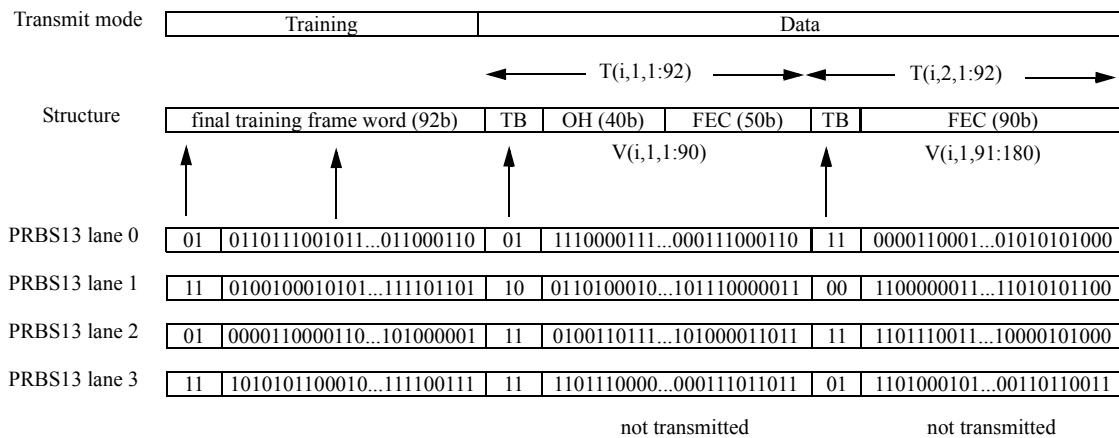 Transmit mode Training Data
T(i,1,1:92) T(i,2,1:92)
Structure final training frame word (92b) TB OH (40b) FEC (50b) TB FEC (90b)
V(i,1,1:90) V(i,1,91:180)
PRBS13 lane 0 01 0110111001011...011000110 01 1110000111...000111000110 11 0000110001...01010101000
PRBS13 lane 1 11 0100100010101...111101101 10 0110100010...101110000011 00 1100000011...11010101100
PRBS13 lane 2 01 0000110000110...101000001 11 0100110111...101000011011 11 1101110011...10000101000
PRBS13 lane 3 11 1010101100010...111100111 11 1101110000...000111011011 01 1101000101...00110110011
not transmitted not transmitted